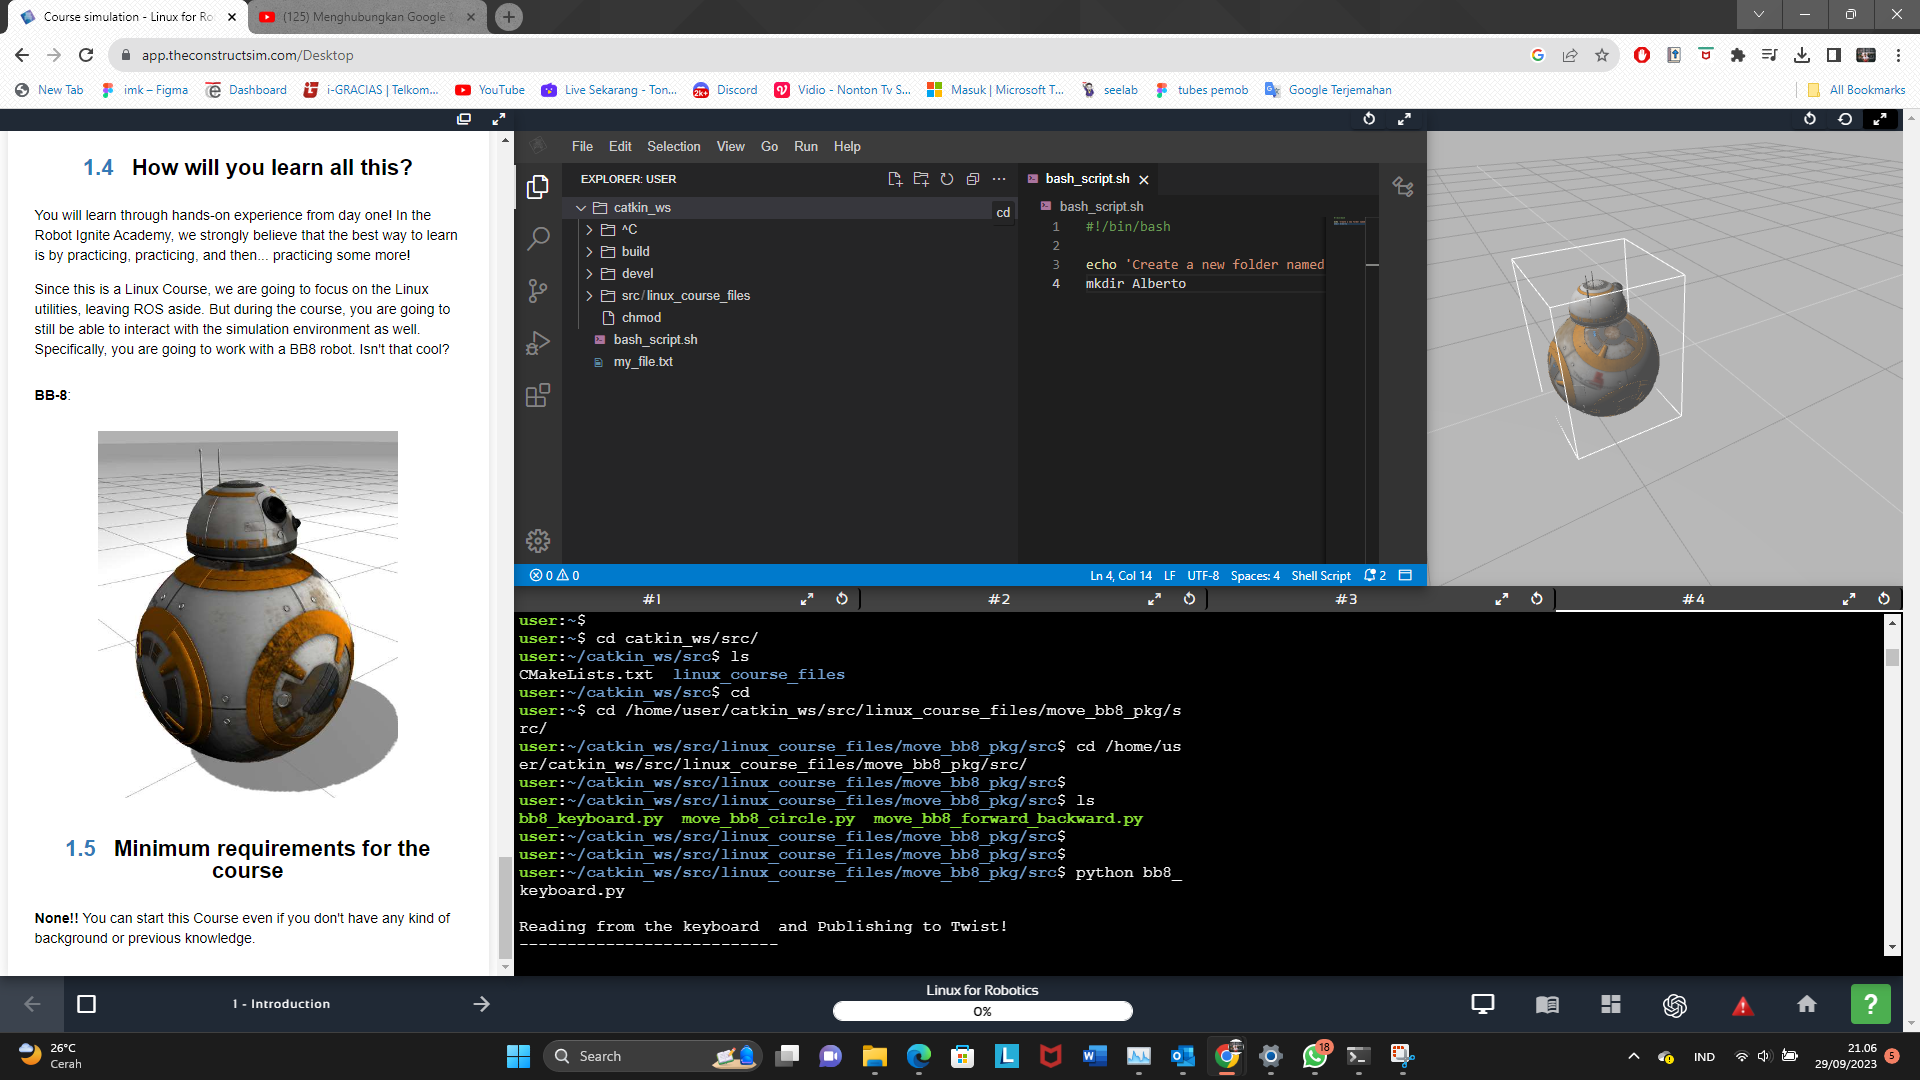 Course simulation - Linux for Ro
(125) Menghubungkan Google
app.theconstructsim.com/Desktop
New Tab
imk – Figma
Dashboard
i-GRACIAS | Telkom...
YouTube
Live Sekarang - Ton...
Discord
Vidio - Nonton Tv S...
Masuk | Microsoft T...
seelab
tubes pemob
Google Terjemahan
All Bookmarks
1.4 How will you learn all this?
You will learn through hands-on experience from day one! In the
Robot Ignite Academy, we strongly believe that the best way to learn
is by practicing, practicing, and then... practicing some more!
Since this is a Linux Course, we are going to focus on the Linux
utilities, leaving ROS aside. But during the course, you are going to
still be able to interact with the simulation environment as well.
Specifically, you are going to work with a BB8 robot. Isn't that cool?
BB-8:
1.5 Minimum requirements for the
course
None!! You can start this Course even if you don't have any kind of
background or previous knowledge.
File Edit Selection View Go Run Help
EXPLORER: USER
catkin_ws
cd
^C
build
devel
src/linux_course_files
chmod
bash_script.sh
my_file.txt
bash_script.sh
bash_script.sh
1 #!/bin/bash
2
3 echo 'Create a new folder named
4 mkdir Alberto
0 0
Ln 4, Col 14 LF UTF-8 Spaces: 4 Shell Script 2
#1 #2 #3 #4
user:~$
user:~$ cd catkin_ws/src/
user:~/catkin_ws/src$ ls
CMakeLists.txt linux_course_files
user:~/catkin_ws/src$ cd
user:~$ cd /home/user/catkin_ws/src/linux_course_files/move_bb8_pkg/s
rc/
user:~/catkin_ws/src/linux_course_files/move_bb8_pkg/src$ cd /home/us
er/catkin_ws/src/linux_course_files/move_bb8_pkg/src/
user:~/catkin_ws/src/linux_course_files/move_bb8_pkg/src$
user:~/catkin_ws/src/linux_course_files/move_bb8_pkg/src$ ls
bb8_keyboard.py move_bb8_circle.py move_bb8_forward_backward.py
user:~/catkin_ws/src/linux_course_files/move_bb8_pkg/src$
user:~/catkin_ws/src/linux_course_files/move_bb8_pkg/src$
user:~/catkin_ws/src/linux_course_files/move_bb8_pkg/src$ python bb8_
keyboard.py
Reading from the keyboard and Publishing to Twist!
---------------------------
1 - Introduction
Linux for Robotics
0%
?
26°C
Cerah
Search
18
IND
21.06
29/09/2023
5